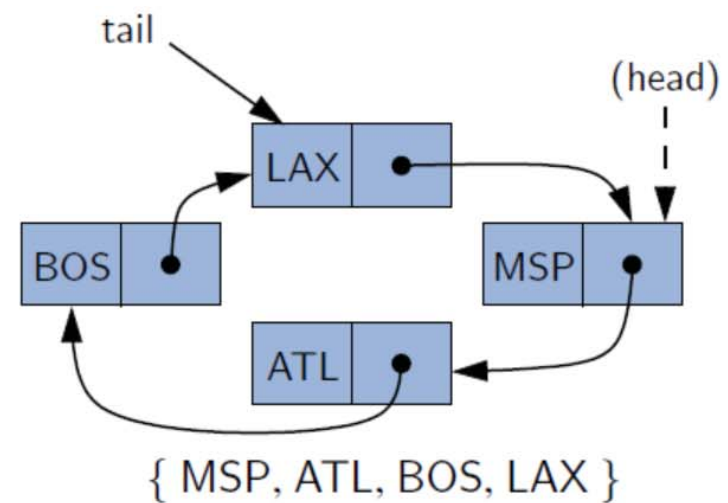 tail
(head)
LAX
BOS
MSP
ATL
{ MSP, ATL, BOS, LAX }